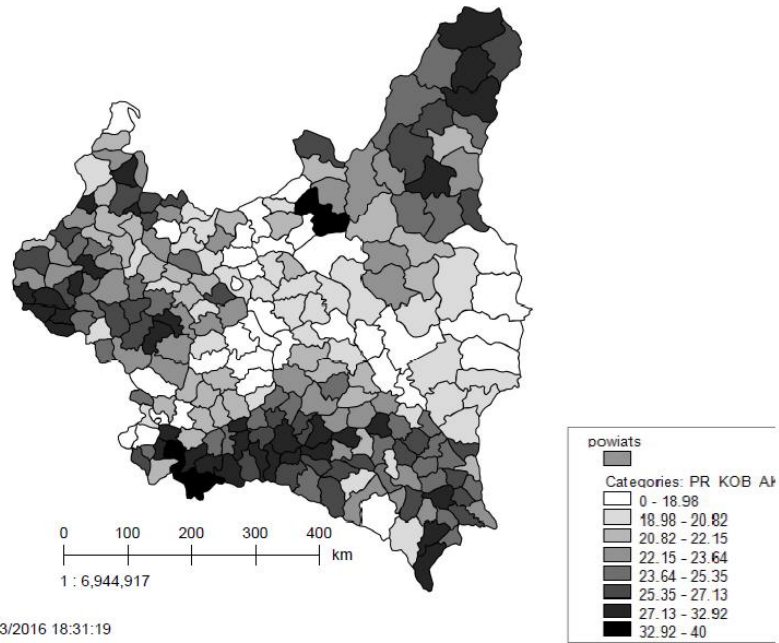 powiats
Categories: PR_KOB_AK
0 - 18.98
18.98 - 20.82
20.82 - 22.15
22.15 - 23.64
23.64 - 25.35
25.35 - 27.13
27.13 - 32.92
32.92 - 40
0 100 200 300 400
km
1 : 6,944,917
3/2016 18:31:19